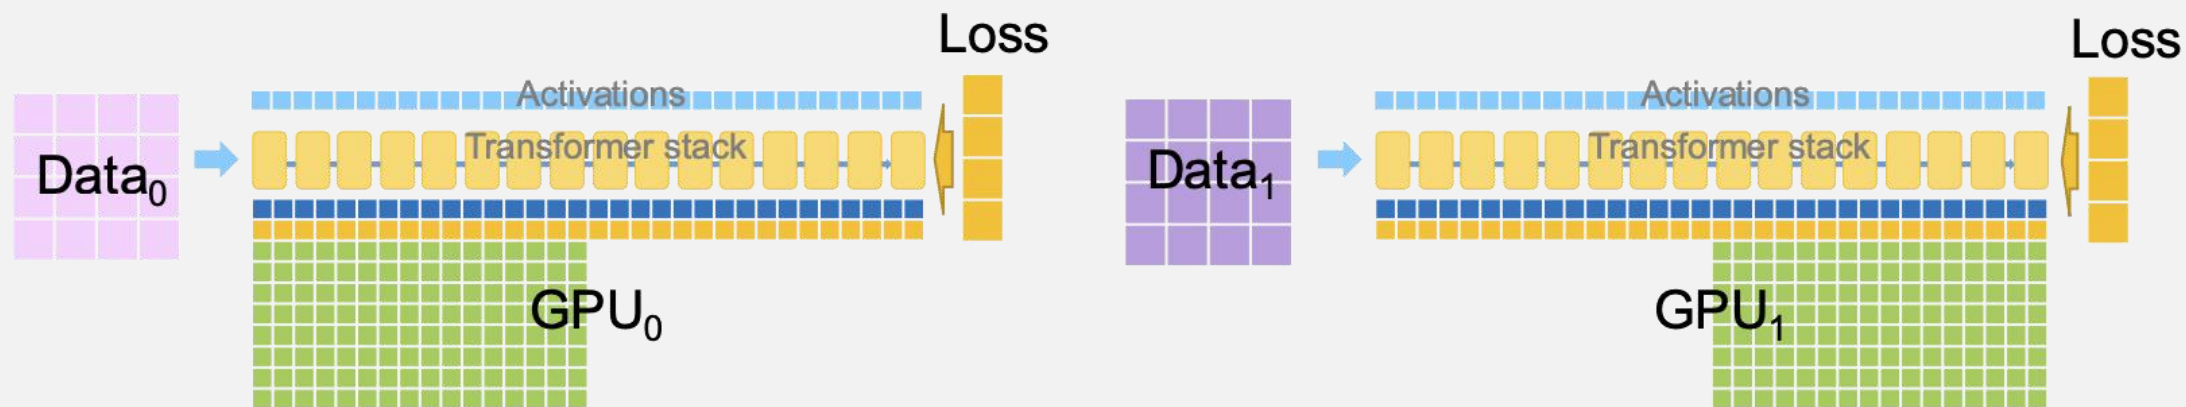 Loss
Loss
Activations
Activations
Transformer stack
Transformer stack
Data₀
Data₁
GPU₀
GPU₁